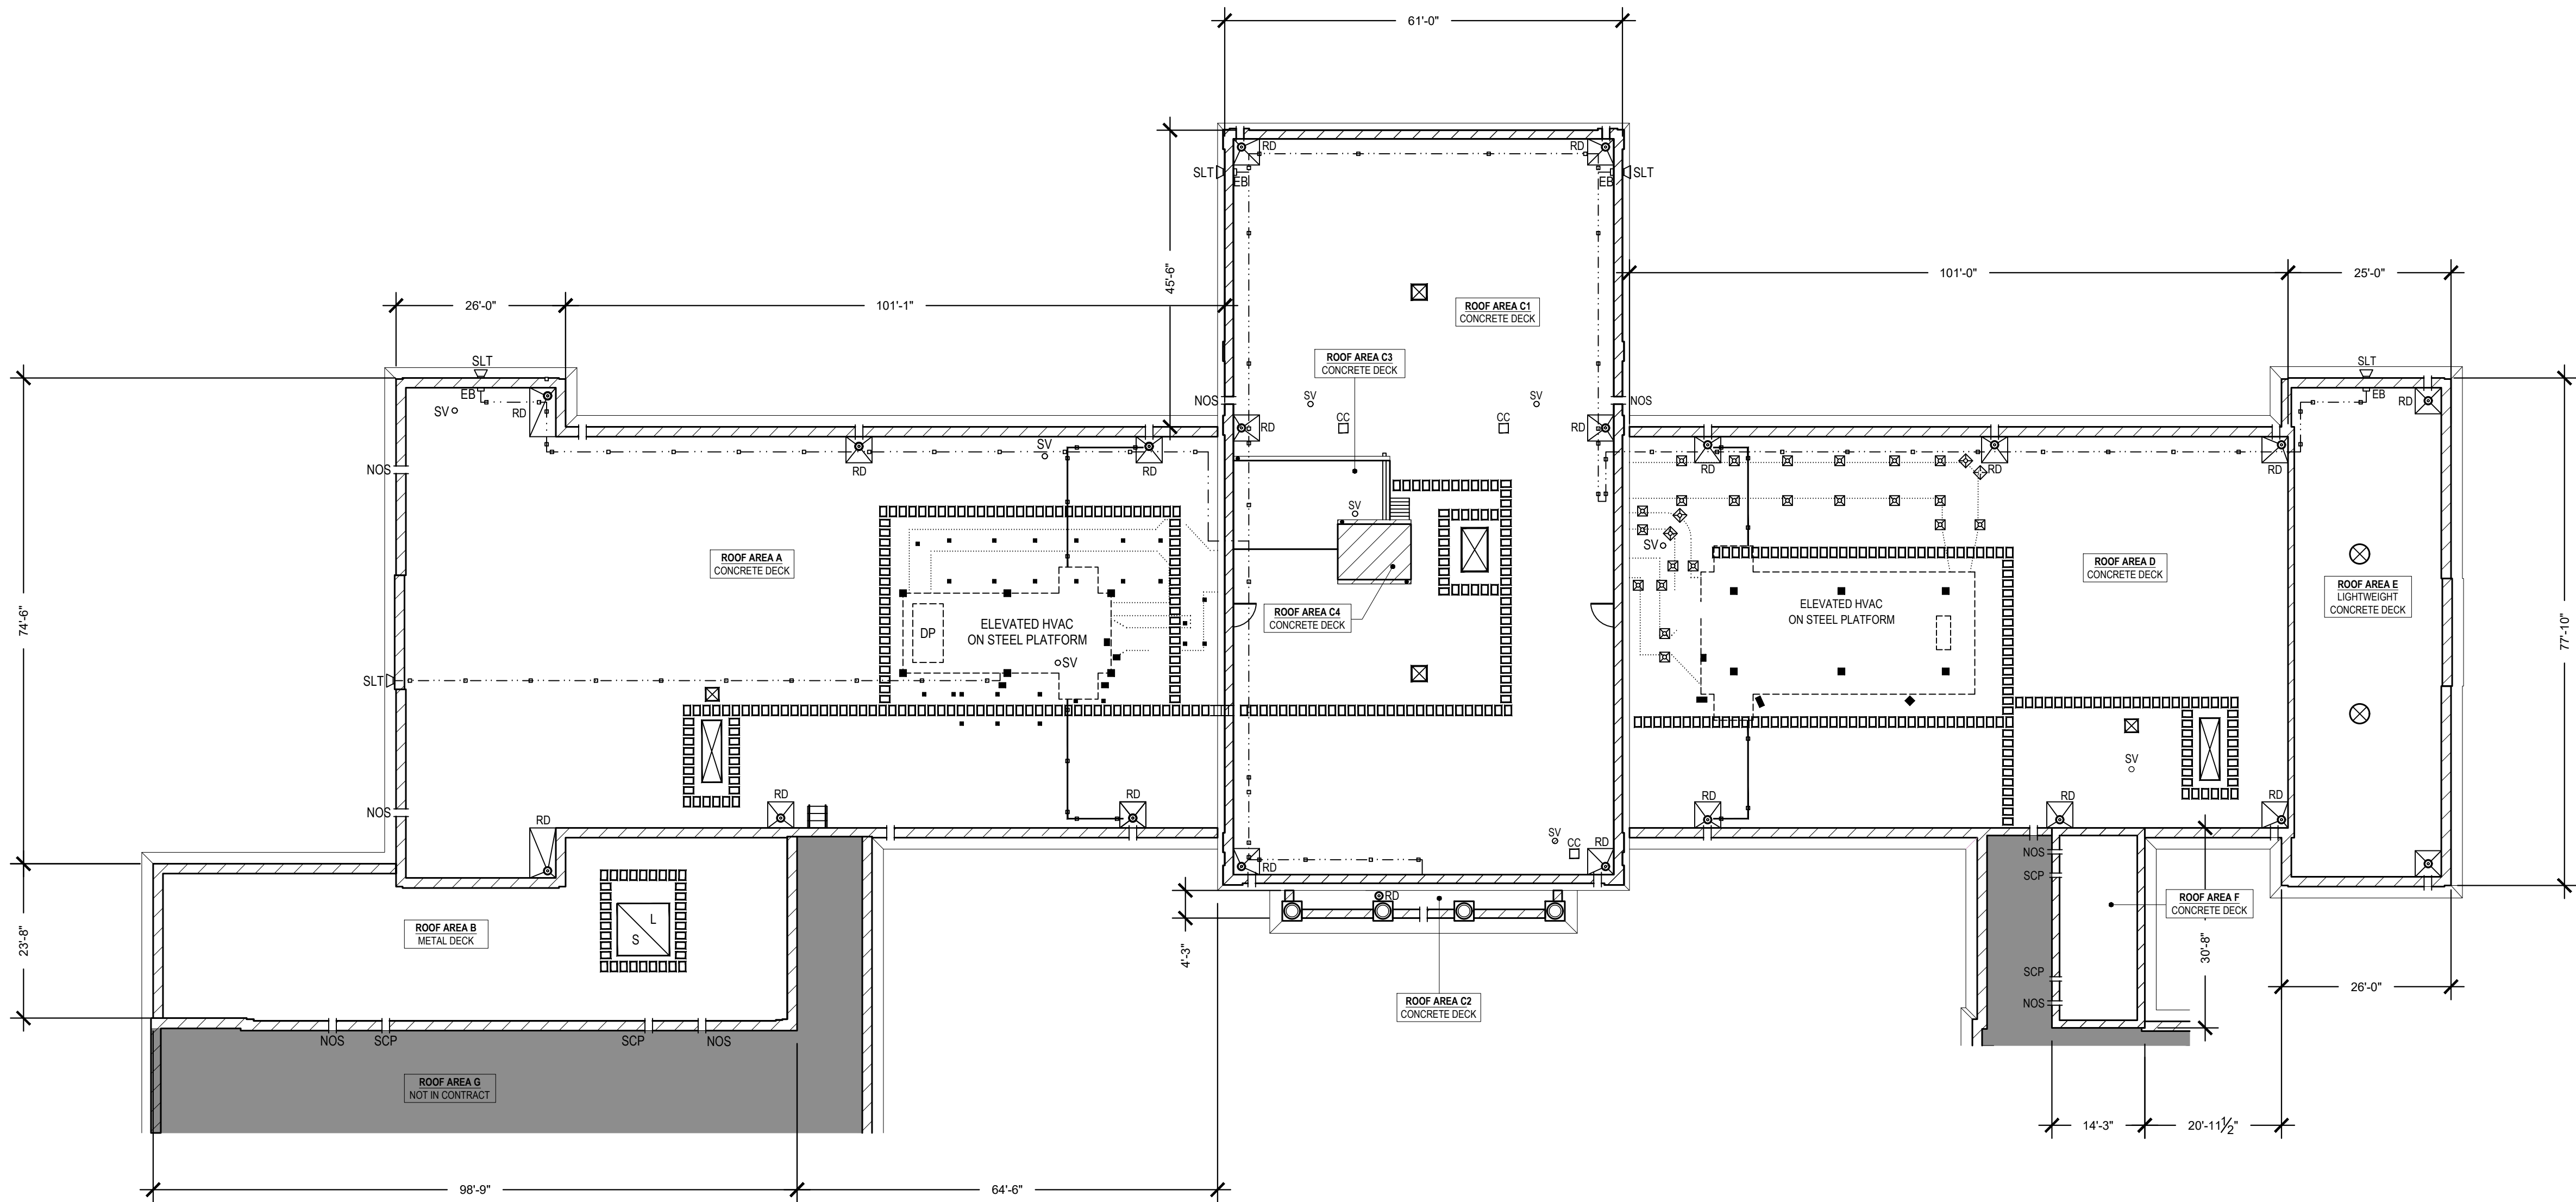 61'-0"
RD
RD
SLT
SLT
EB
EB
45'-6"
101'-0"
25'-0"
26'-0"
101'-1"
ROOF AREA C1
CONCRETE DECK
ROOF AREA C3
CONCRETE DECK
SLT
SLT
EB
EB
RD
RD
SV
NOS
NOS
SV
SV
CC
CC
RD
RD
SV
RD
RD
RD
RD
RD
NOS
SV
SV
ROOF AREA A
CONCRETE DECK
ROOF AREA D
CONCRETE DECK
ROOF AREA E
LIGHTWEIGHT
CONCRETE DECK
ROOF AREA C4
CONCRETE DECK
DP
ELEVATED HVAC
ON STEEL PLATFORM
ELEVATED HVAC
ON STEEL PLATFORM
SV
74'-6"
77'-10"
SLT
SV
NOS
RD
RD
RD
RD
RD
RD
SV
CC
RD
RD
NOS
SCP
SCP
NOS
ROOF AREA F
CONCRETE DECK
30'-8"
RD
L
S
ROOF AREA B
METAL DECK
23'-8"
4'-3"
ROOF AREA C2
CONCRETE DECK
26'-0"
NOS
SCP
SCP
NOS
ROOF AREA G
NOT IN CONTRACT
14'-3"
20'-11½"
98'-9"
64'-6"